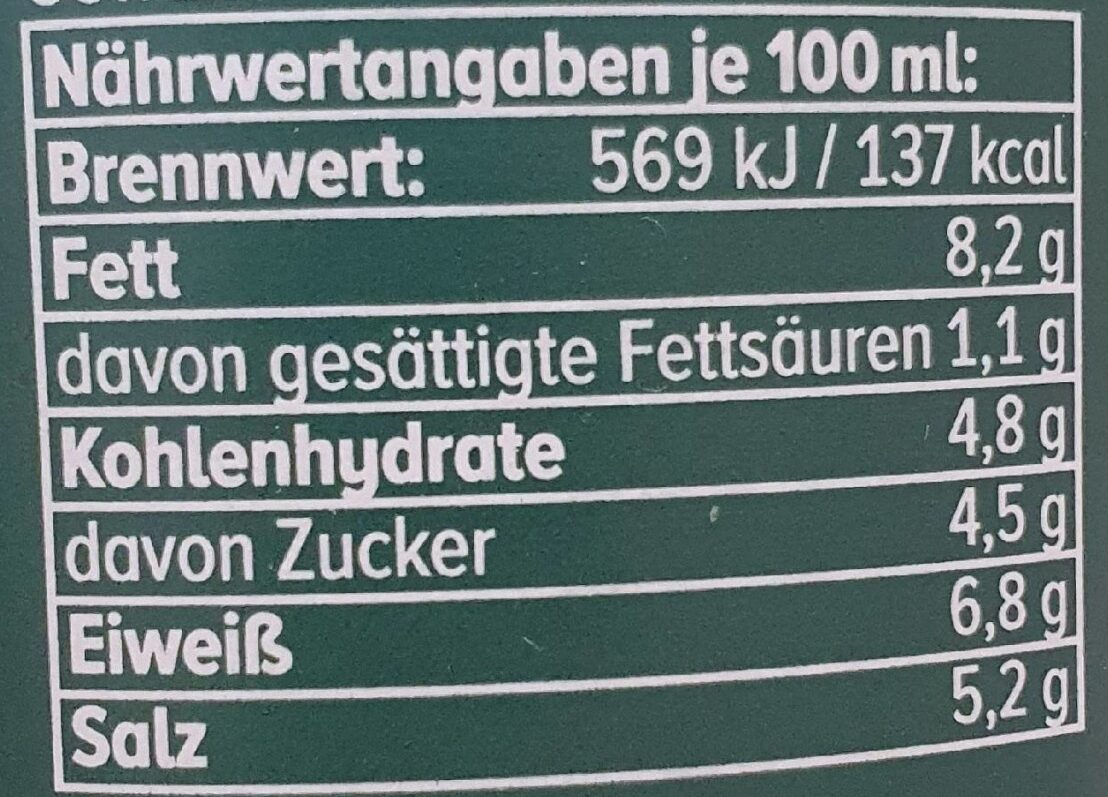 Nährwertangaben je 100 ml:
Brennwert: 569 kJ / 137 kcal
Fett 8,2 g
davon gesättigte Fettsäuren 1,1 g
Kohlenhydrate 4,8 g
davon Zucker 4,5 g
Eiweiß 6,8 g
Salz 5,2 g